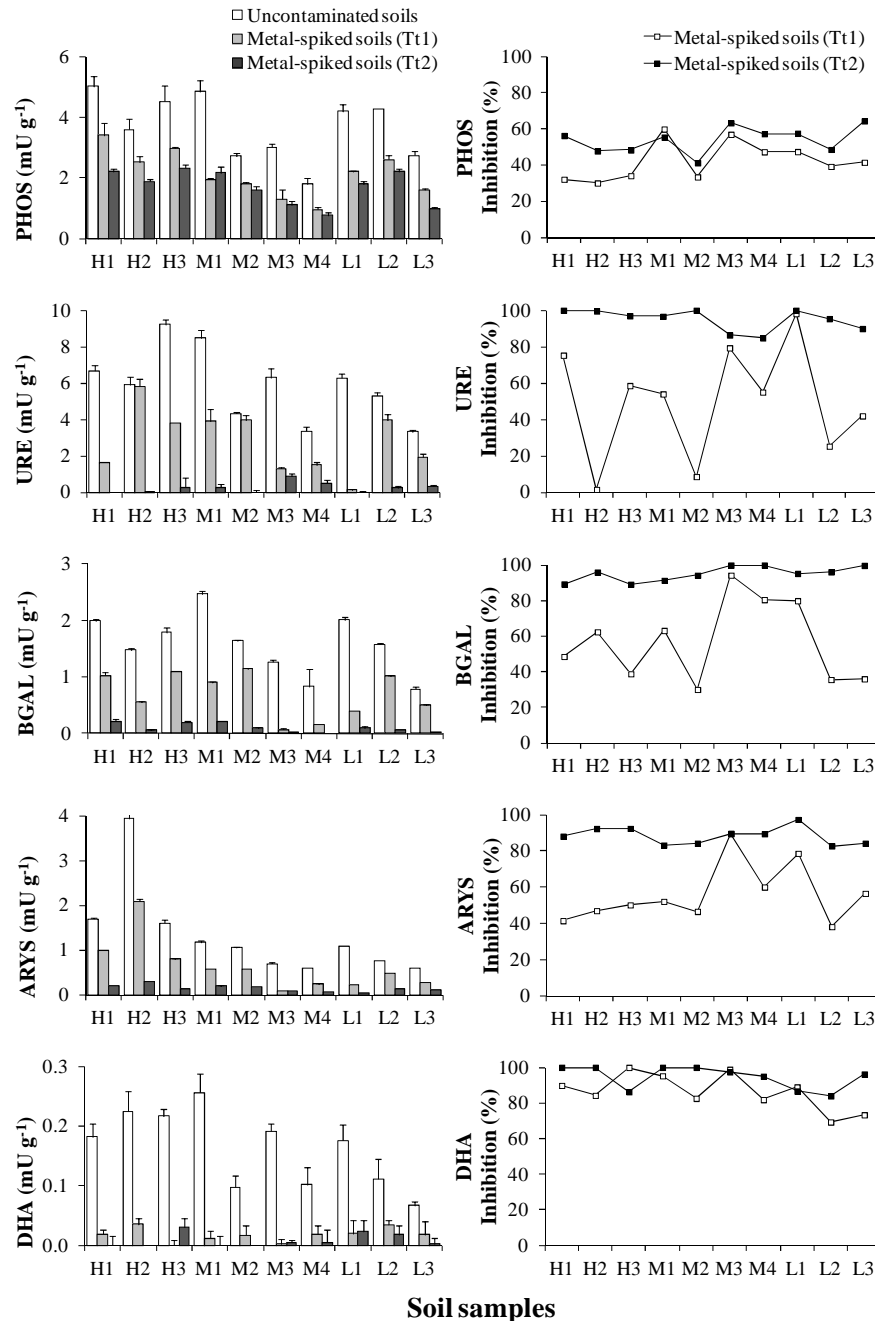 Uncontaminated soils
Metal-spiked soils (Tt1)
Metal-spiked soils (Tt2)
PHOS (mU g-1)
6
4
2
0
H1 H2 H3 M1 M2 M3 M4 L1 L2 L3
Metal-spiked soils (Tt1)
Metal-spiked soils (Tt2)
PHOS
Inhibition (%)
100
80
60
40
20
0
H1 H2 H3 M1 M2 M3 M4 L1 L2 L3
URE (mU g-1)
10
8
6
4
2
0
H1 H2 H3 M1 M2 M3 M4 L1 L2 L3
URE
Inhibition (%)
100
80
60
40
20
0
H1 H2 H3 M1 M2 M3 M4 L1 L2 L3
BGAL (mU g-1)
3
2
1
0
H1 H2 H3 M1 M2 M3 M4 L1 L2 L3
BGAL
Inhibition (%)
100
80
60
40
20
0
H1 H2 H3 M1 M2 M3 M4 L1 L2 L3
ARYS (mU g-1)
4
3
2
1
0
H1 H2 H3 M1 M2 M3 M4 L1 L2 L3
ARYS
Inhibition (%)
100
80
60
40
20
0
H1 H2 H3 M1 M2 M3 M4 L1 L2 L3
DHA (mU g-1)
0.3
0.2
0.1
0.0
H1 H2 H3 M1 M2 M3 M4 L1 L2 L3
DHA
Inhibition (%)
100
80
60
40
20
0
H1 H2 H3 M1 M2 M3 M4 L1 L2 L3
Soil samples